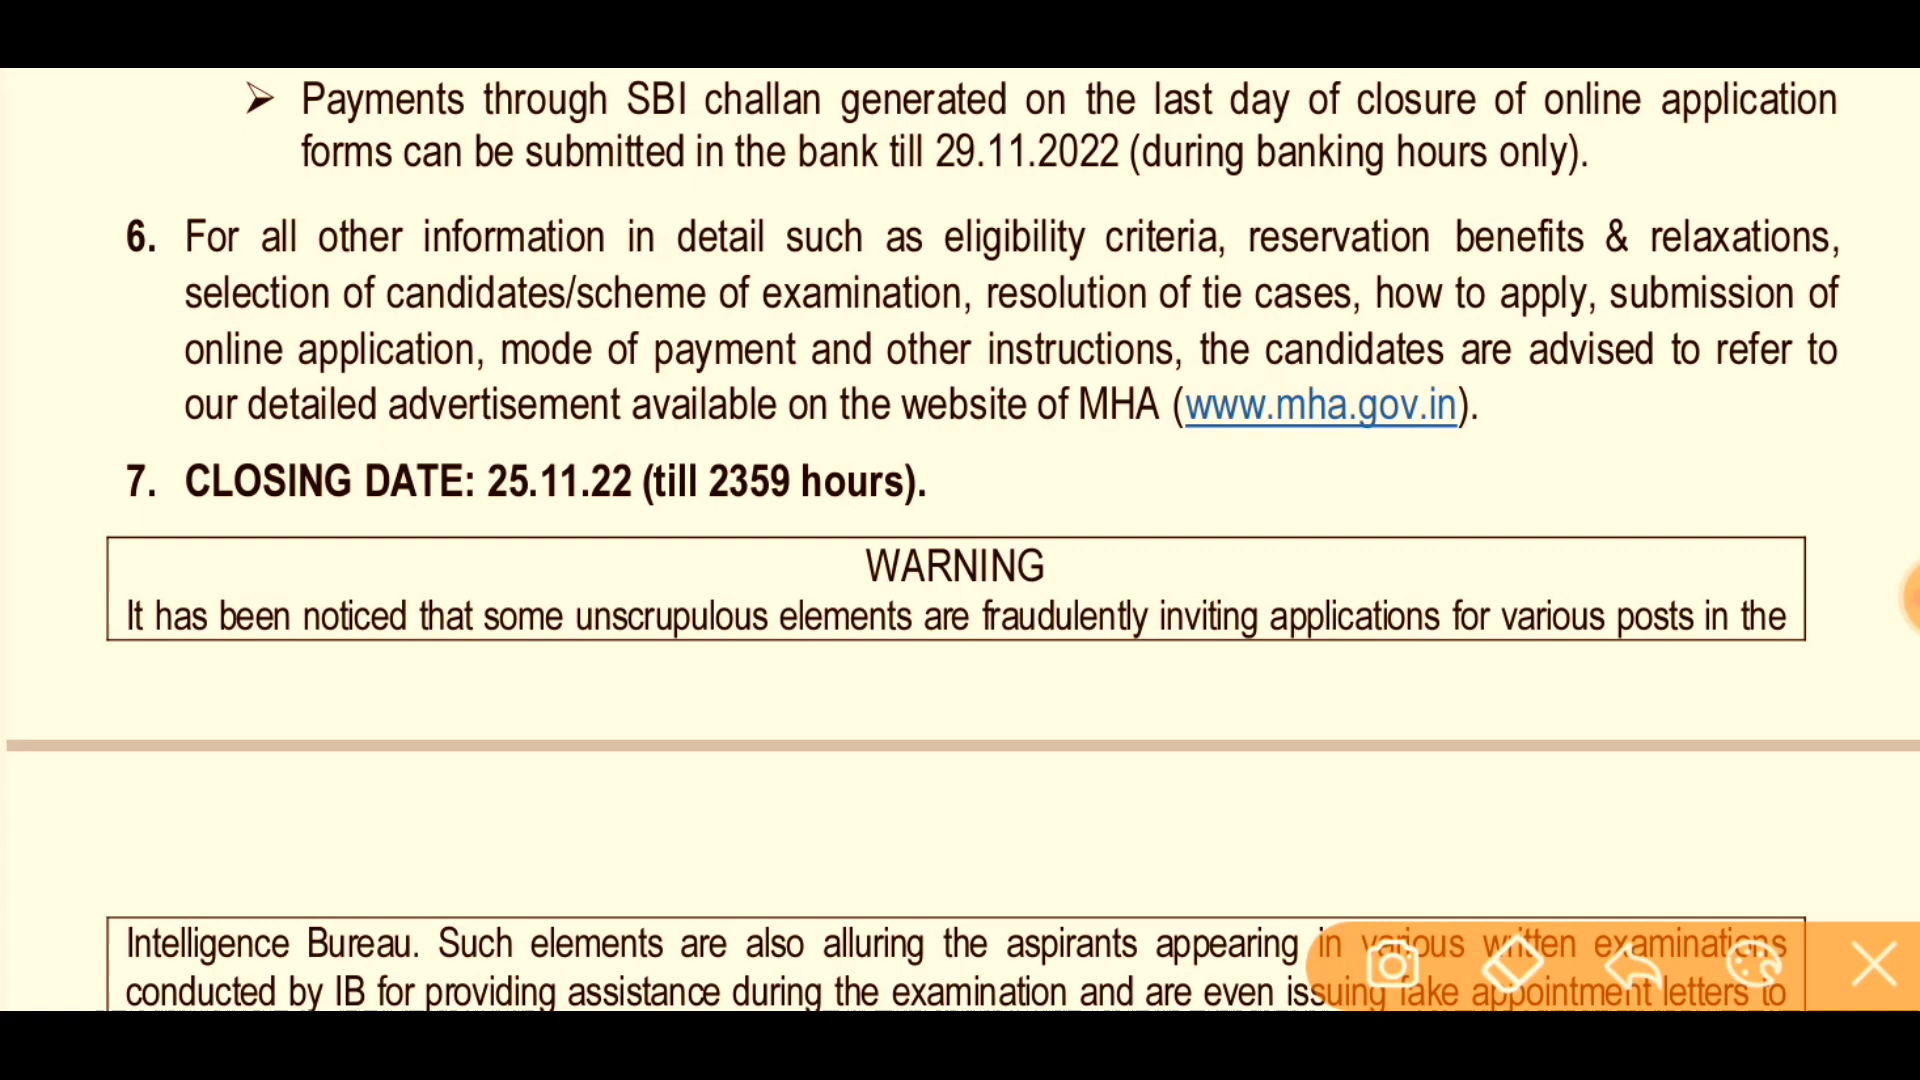 ➢ Payments through SBI challan generated on the last day of closure of online application
forms can be submitted in the bank till 29.11.2022 (during banking hours only).
6. For all other information in detail such as eligibility criteria, reservation benefits & relaxations,
selection of candidates/scheme of examination, resolution of tie cases, how to apply, submission of
online application, mode of payment and other instructions, the candidates are advised to refer to
our detailed advertisement available on the website of MHA (www.mha.gov.in).
7. CLOSING DATE: 25.11.22 (till 2359 hours).
WARNING
It has been noticed that some unscrupulous elements are fraudulently inviting applications for various posts in the
Intelligence Bureau. Such elements are also alluring the aspirants appearing in various written examinations
conducted by IB for providing assistance during the examination and are even issuing fake appointment letters to